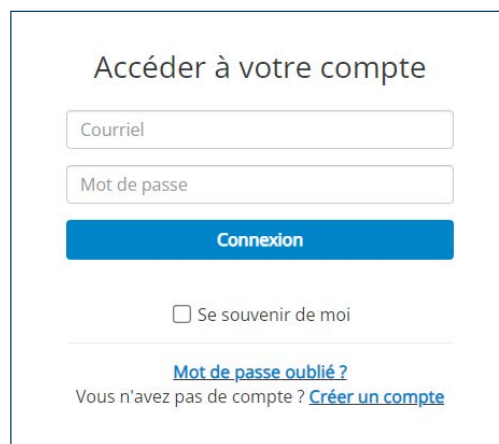 Accéder à votre compte
Courriel
Mot de passe
Connexion
Se souvenir de moi
Mot de passe oublié ?
Vous n'avez pas de compte ? Créer un compte